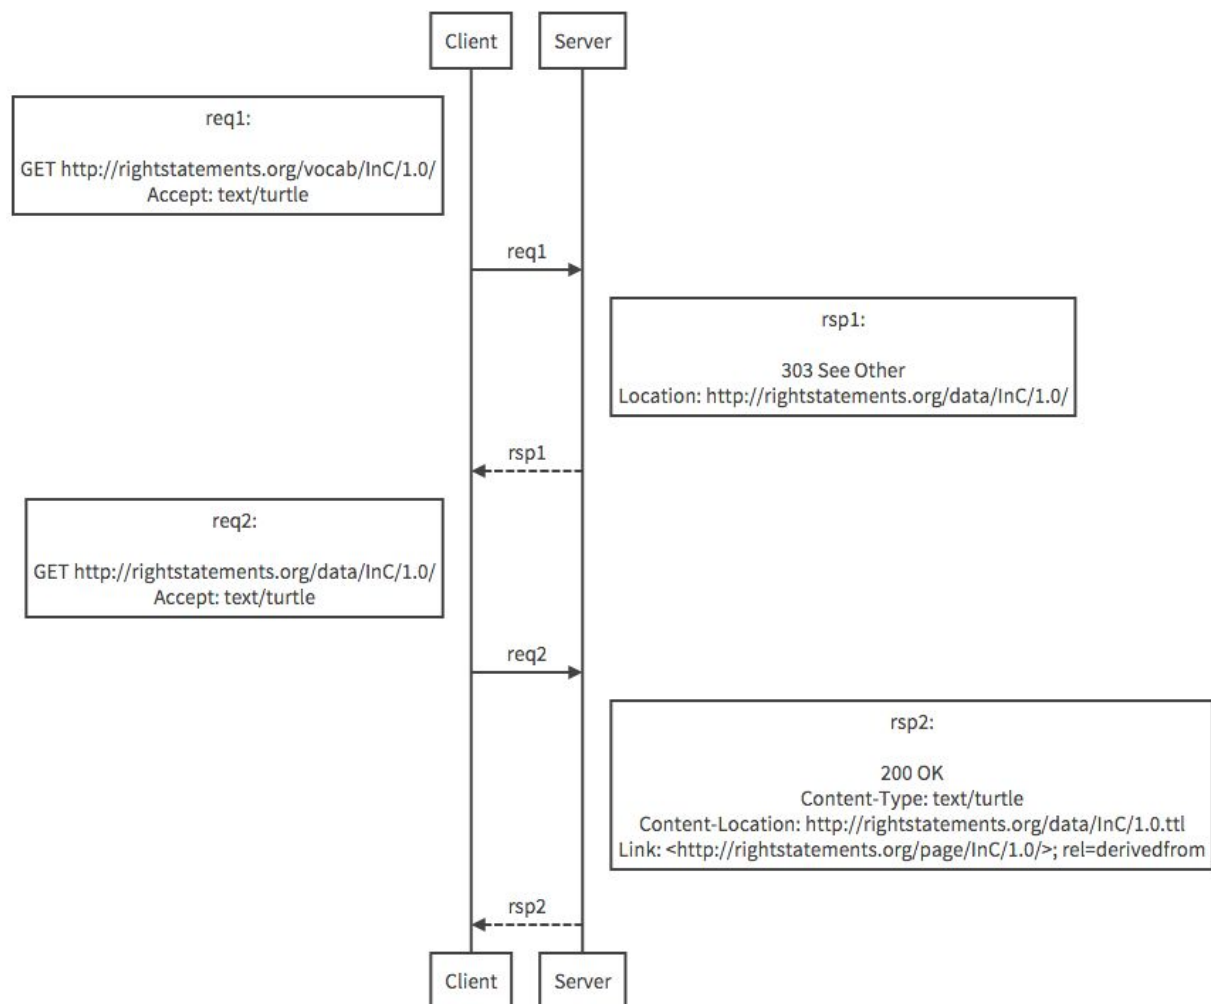 Client
Server
req1:
GET http://rightstatements.org/vocab/InC/1.0/
Accept: text/turtle
req1
rsp1:
303 See Other
Location: http://rightstatements.org/data/InC/1.0/
rsp1
req2:
GET http://rightstatements.org/data/InC/1.0/
Accept: text/turtle
req2
rsp2:
200 OK
Content-Type: text/turtle
Content-Location: http://rightstatements.org/data/InC/1.0.ttl
Link: <http://rightstatements.org/page/InC/1.0/>; rel=derivedfrom
rsp2
Client
Server